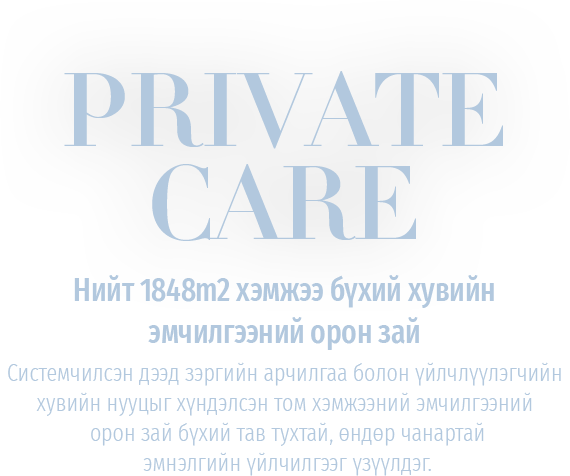 PRIVATE
CARE
Нийт 1848m2 хэмжээ бүхий хувийн
эмчилгээний орон зай
Системчилсэн дээд зэргийн арчилгаа болон үйлчлүүлэгчийн
хувийн нууцыг хүндэлсэн том хэмжээний эмчилгээний
орон зай бүхий тав тухтай, өндөр чанартай
эмнэлгийн үйлчилгээг үзүүлдэг.